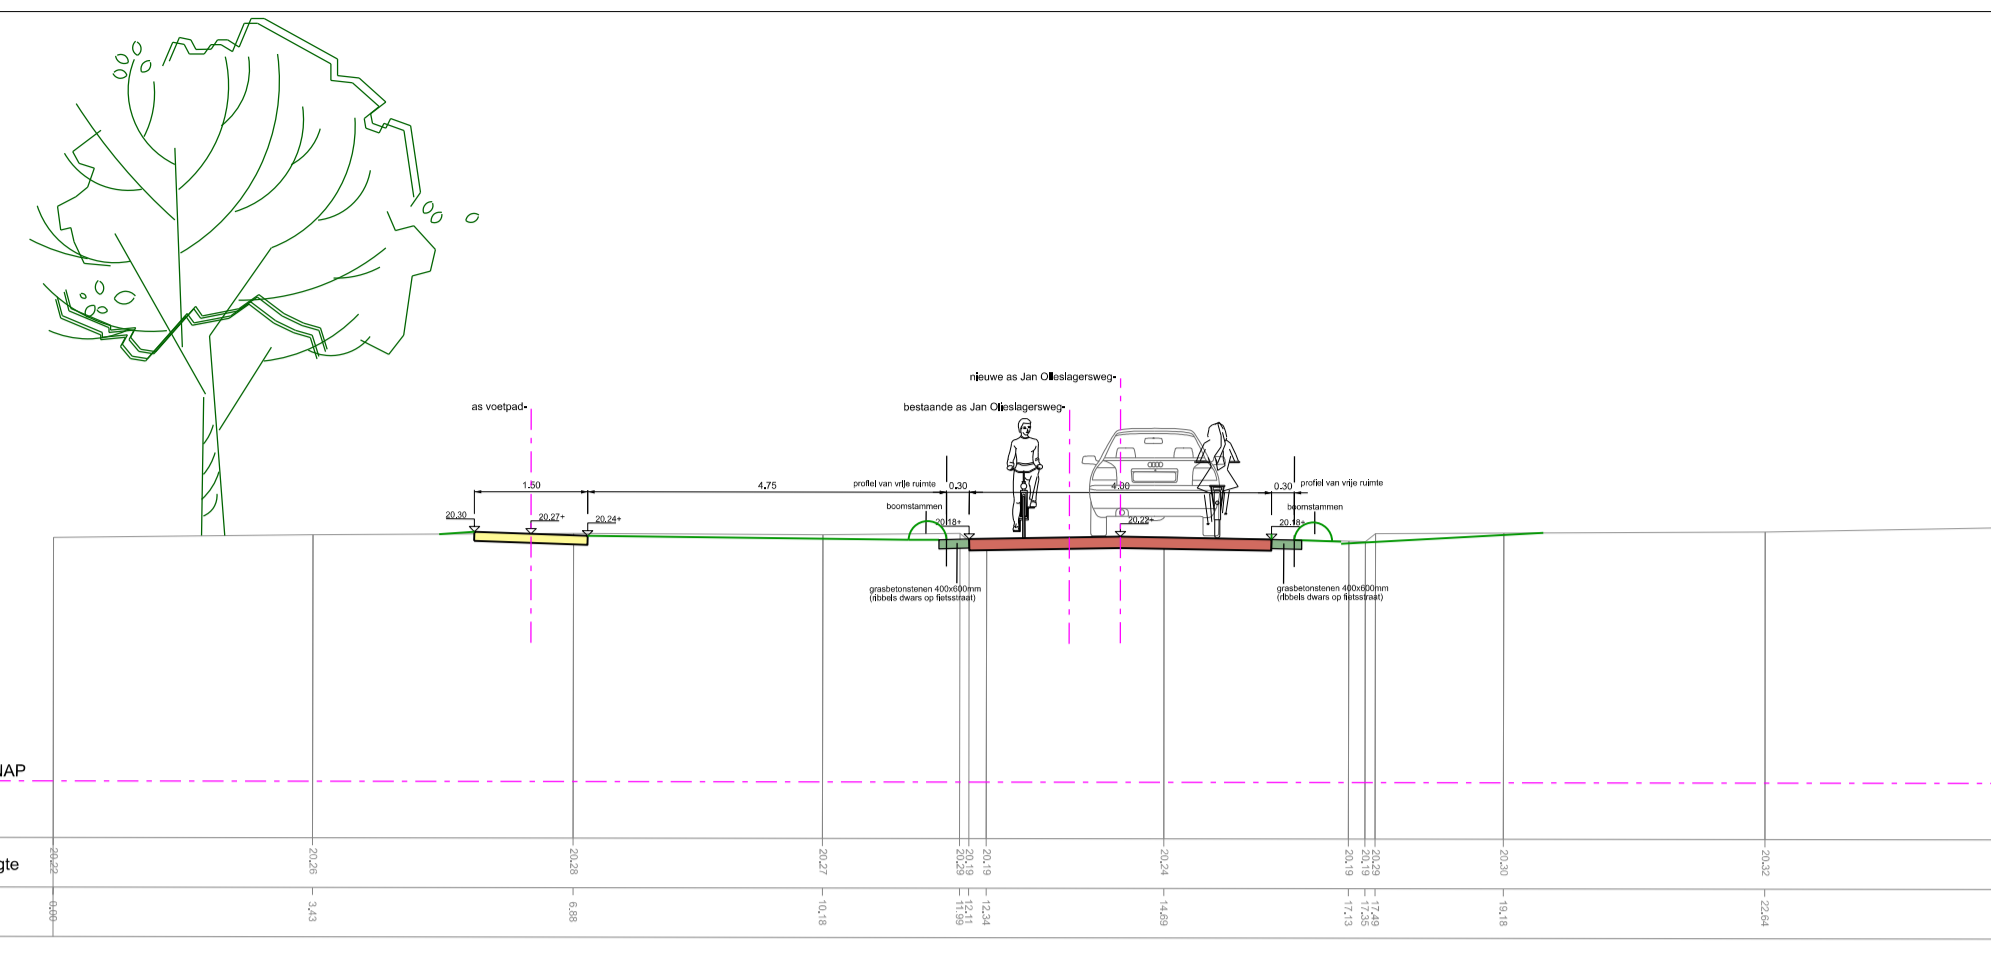 nieuwe as Jan Olieslagersweg
as voetpad
bestaande as Jan Olieslagersweg
profiel van vrije ruimte
profiel van vrije ruimte
1.50
4.75
0.30
4.00
0.30
boomstammen
boomstammen
20.30
20.27+
20.24+
20.18+
20.22+
20.18+
grasbetonstenen 400x600mm
(ribbels dwars op fietsstraat)
grasbetonstenen 400x600mm
(ribbels dwars op fietsstraat)
NAP
gte
20.22
20.26
20.28
20.27
20.29
20.19
20.19
20.24
20.19
20.19
20.29
20.30
20.32
0.00
3.43
6.88
10.18
11.99
12.11
12.34
14.69
17.13
17.35
17.49
19.18
22.64